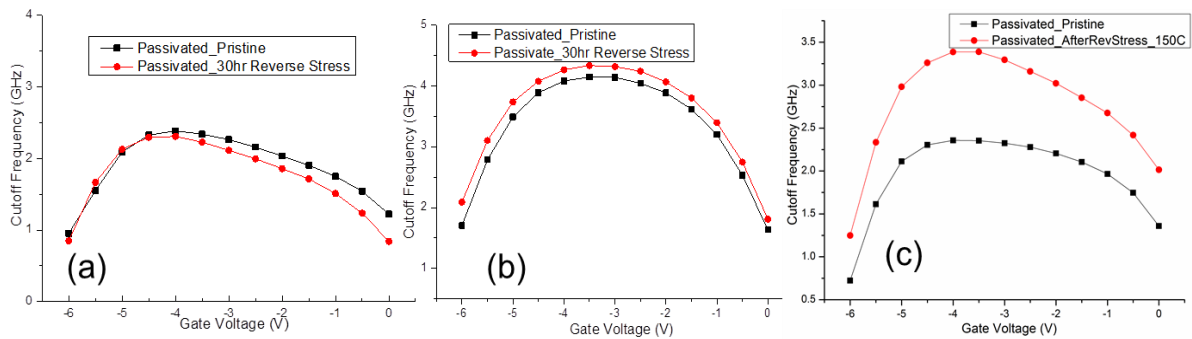 4
3
2
1
0
Cutoff Frequency (GHz)
Passivated_Pristine
Passivated_30hr Reverse Stress
(a)
-6 -5 -4 -3 -2 -1 0
Gate Voltage (V)
5
4
3
2
1
Cutoff Frequency (GHz)
(b)
Passivated_Pristine
Passivate_30hr Reverse Stress
-6 -5 -4 -3 -2 -1 0
Gate Voltage (V)
3.5
3.0
2.5
2.0
1.5
1.0
0.5
Cutoff Frequency (GHz)
Passivated_Pristine
Passivated_AfterRevStress_150C
(c)
-6 -5 -4 -3 -2 -1 0
Gate Voltage (V)